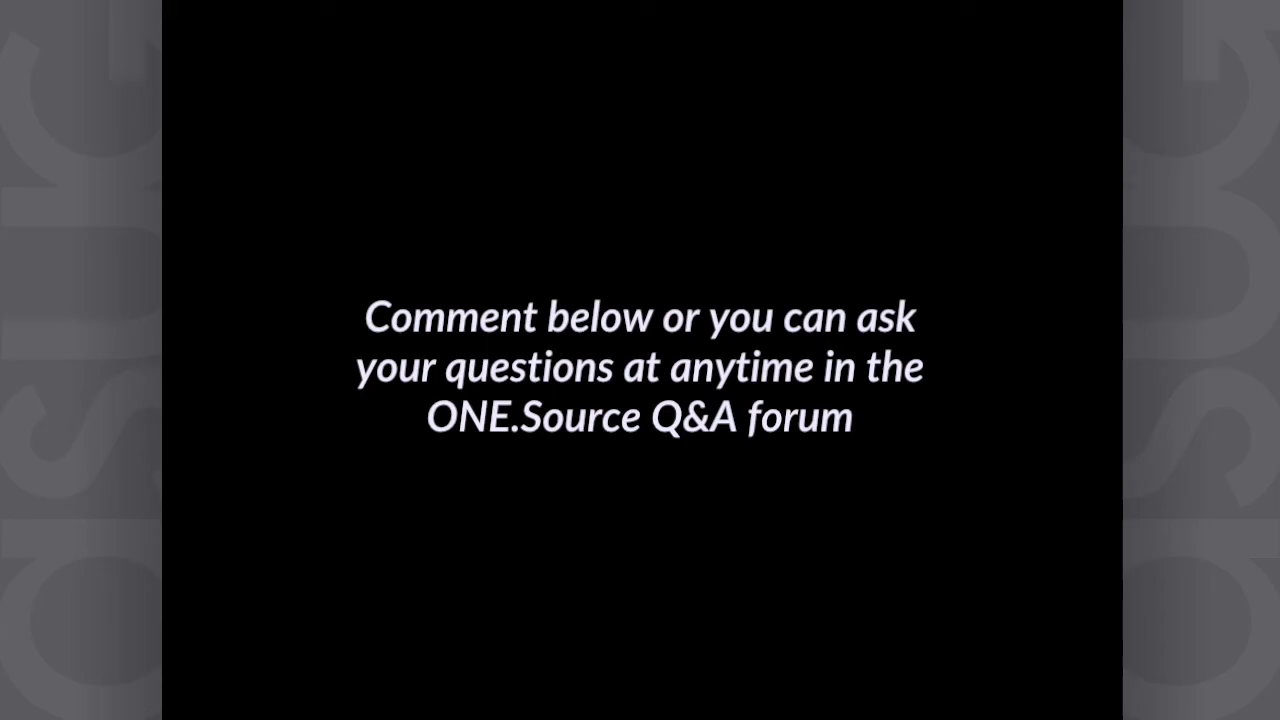 Comment below or you can ask
your questions at anytime in the
ONE.Source Q&A forum